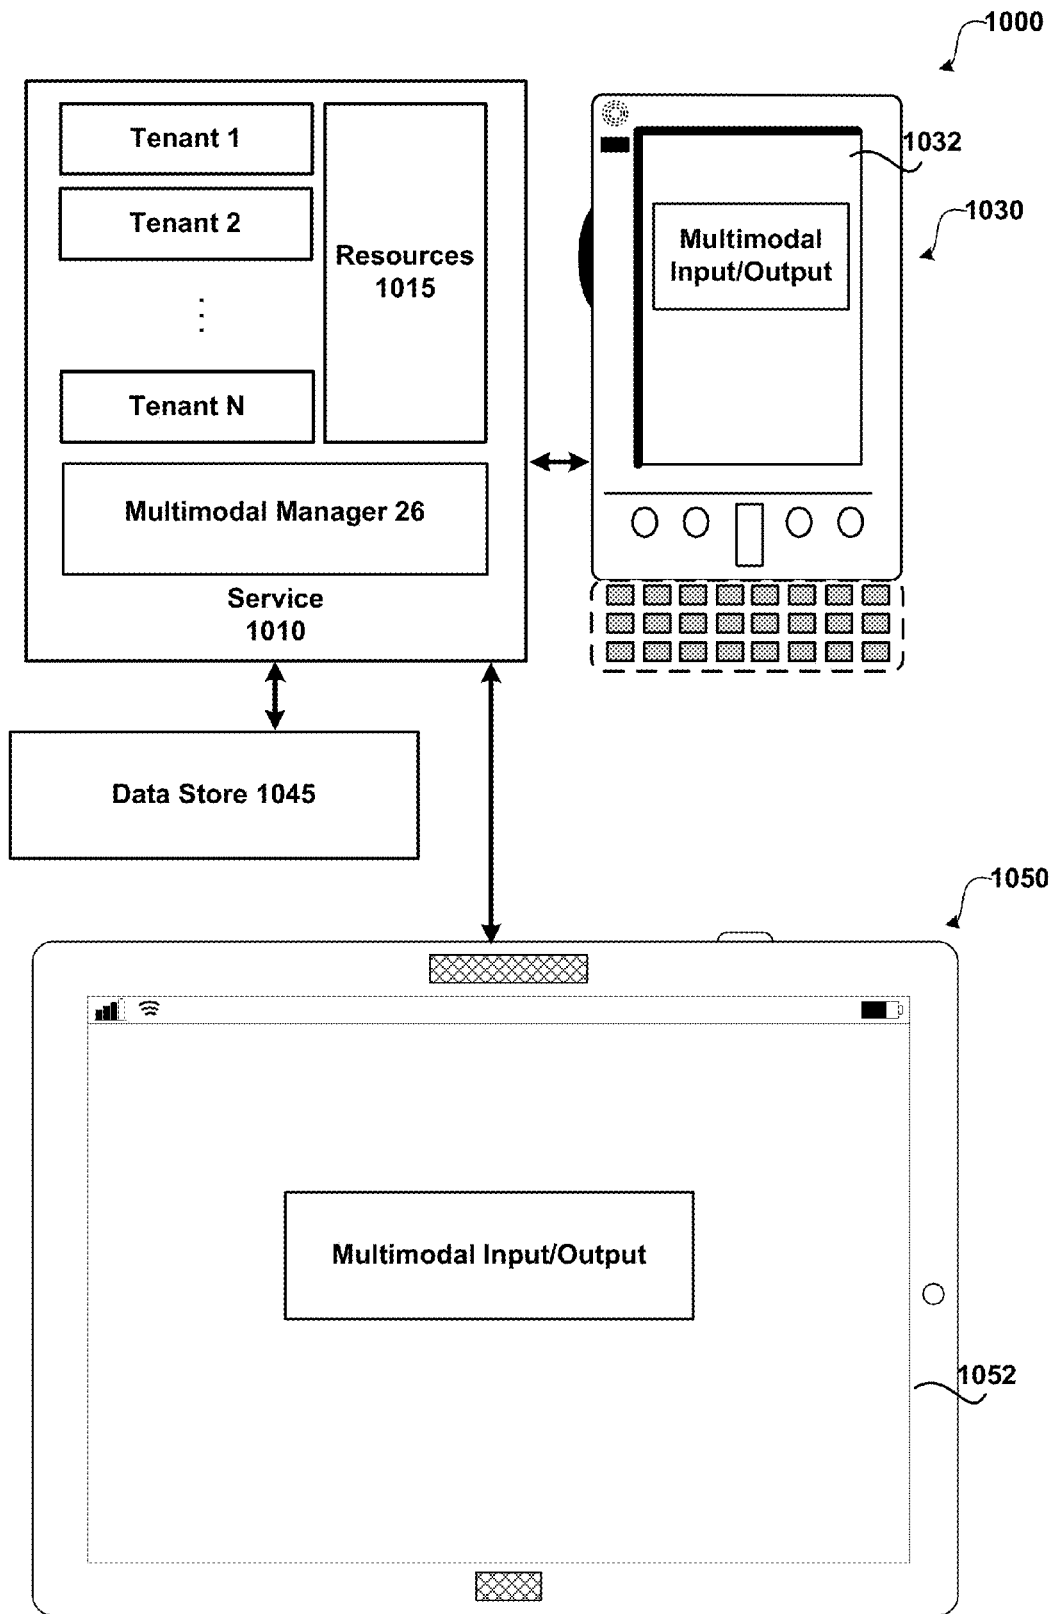 1000
Tenant 1
Tenant 2
Tenant N
Resources
1015
Multimodal Manager 26
Service
1010
1032
1030
Multimodal
Input/Output
Data Store 1045
1050
Multimodal Input/Output
1052